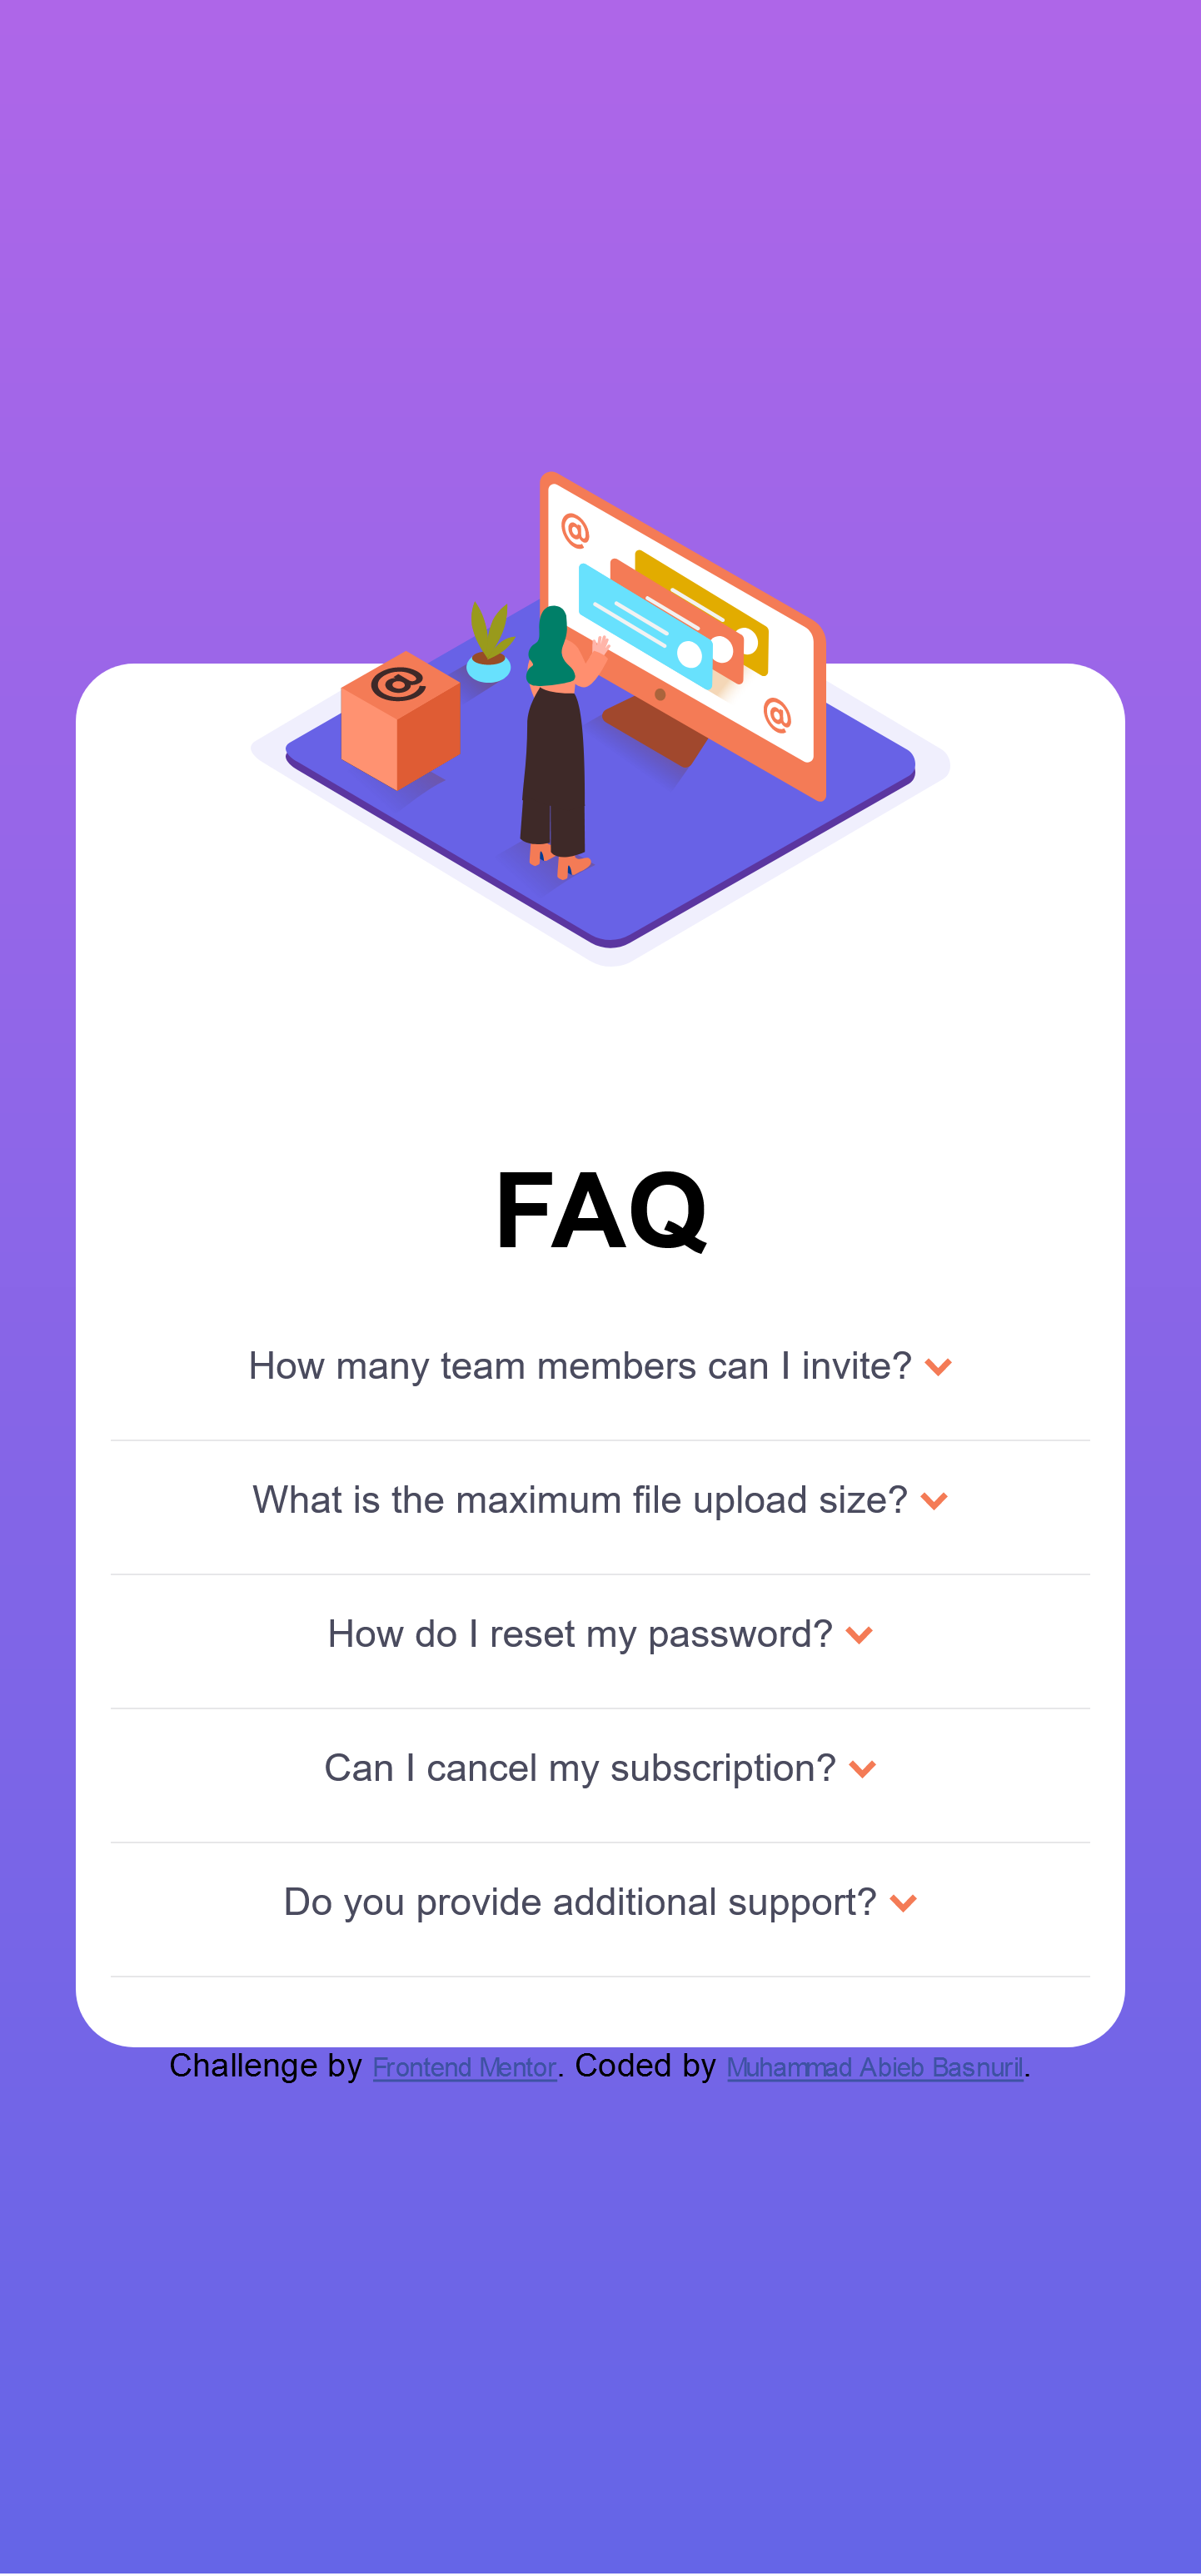 @
@
@
FAQ
How many team members can I invite?
What is the maximum file upload size?
How do I reset my password?
Can I cancel my subscription?
Do you provide additional support?
Challenge by Frontend Mentor. Coded by Muhammad Abieb Basnuril.